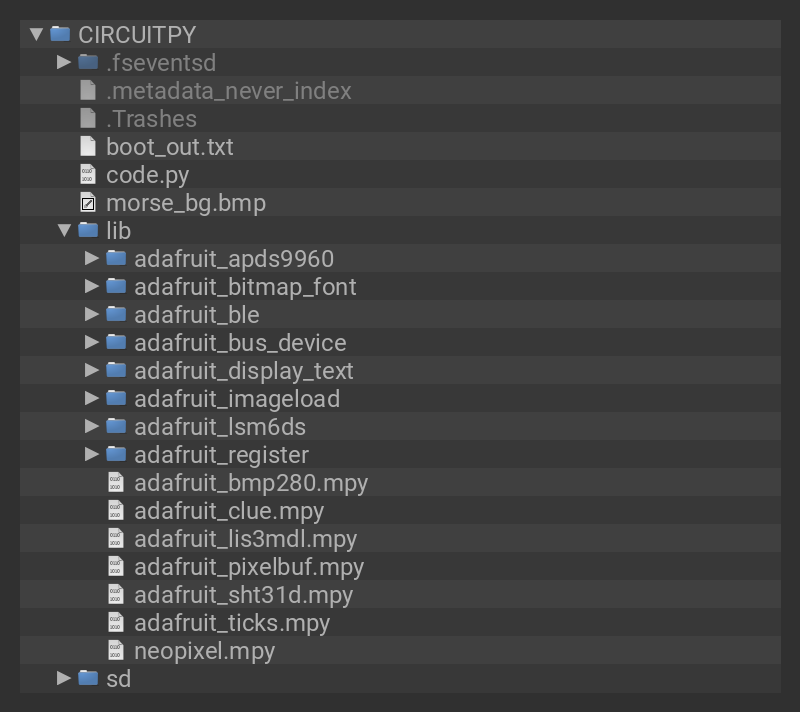 CIRCUITPY
.fseventsd
.metadata_never_index
.Trashes
boot_out.txt
code.py
morse_bg.bmp
lib
adafruit_apds9960
adafruit_bitmap_font
adafruit_ble
adafruit_bus_device
adafruit_display_text
adafruit_imageload
adafruit_lsm6ds
adafruit_register
adafruit_bmp280.mpy
adafruit_clue.mpy
adafruit_lis3mdl.mpy
adafruit_pixelbuf.mpy
adafruit_sht31d.mpy
adafruit_ticks.mpy
neopixel.mpy
sd